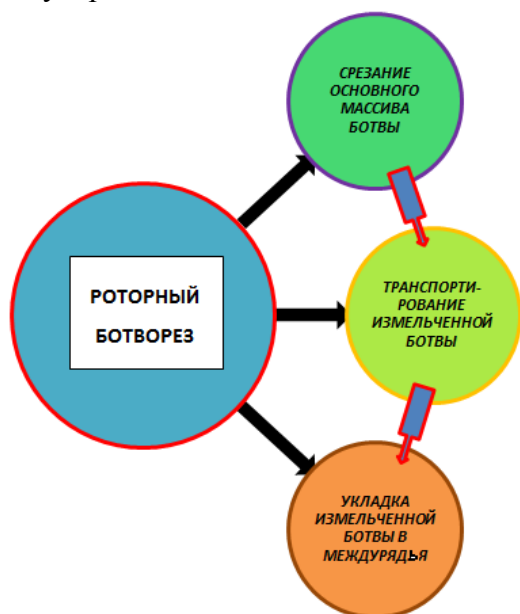 СРЕЗАНИЕ
ОСНОВНОГО
МАССИВА
БОТВЫ
РОТОРНЫЙ
БОТВОРЕЗ
ТРАНСПОРТИ-
РОВАНИЕ
ИЗМЕЛЬЧЕННОЙ
БОТВЫ
УКЛАДКА
ИЗМЕЛЬЧЕННОЙ
БОТВЫ В
МЕЖДУРЯДЬЯ